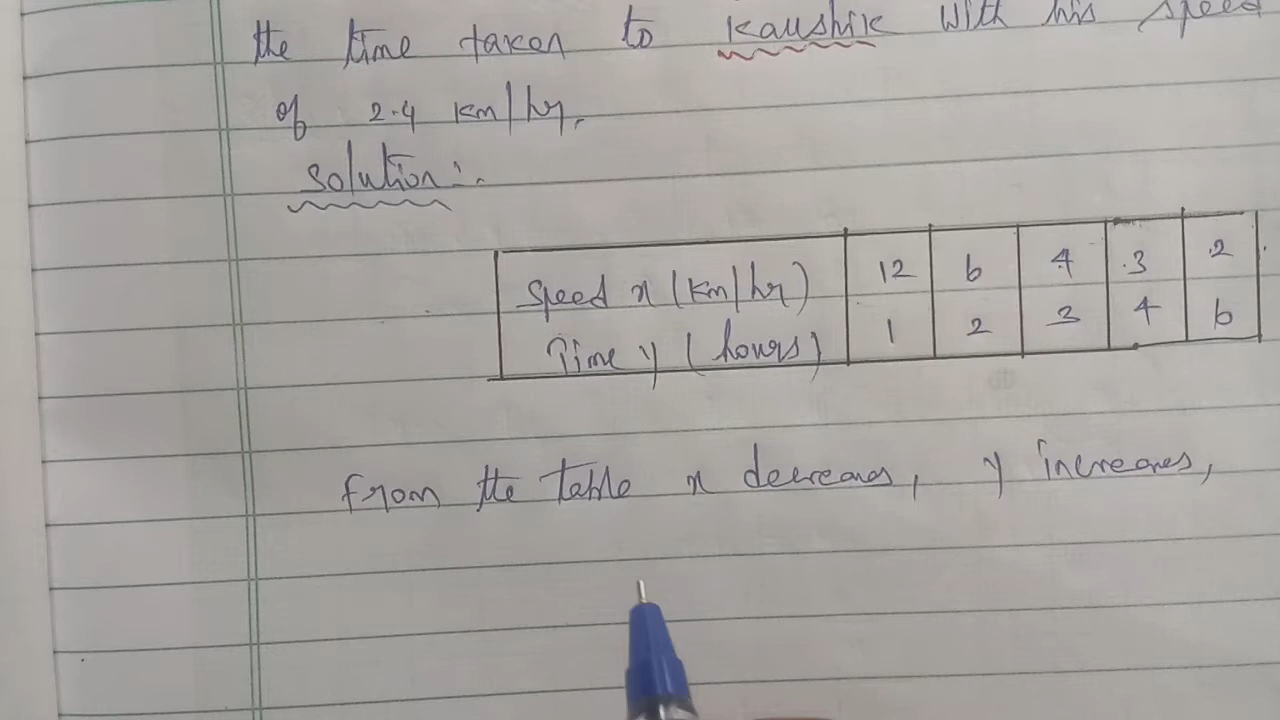 the time taken to Kaushik with his speed
of 2.4 km/hr.
Solution:-
Speed x (km/hr) 12 6 4 3 2
Time y (hours) 1 2 3 4 6
From the table x decreases, y increases,